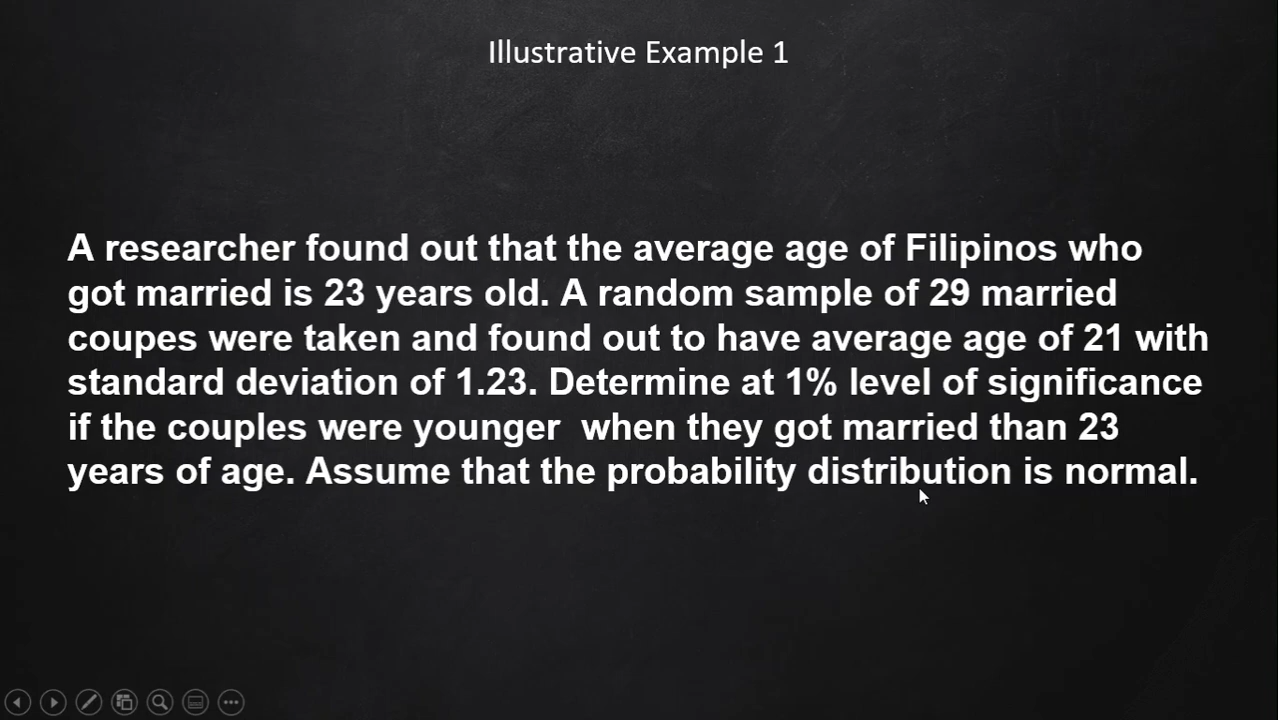 Illustrative Example 1
A researcher found out that the average age of Filipinos who
got married is 23 years old. A random sample of 29 married
coupes were taken and found out to have average age of 21 with
standard deviation of 1.23. Determine at 1% level of significance
if the couples were younger  when they got married than 23
years of age. Assume that the probability distribution is normal.